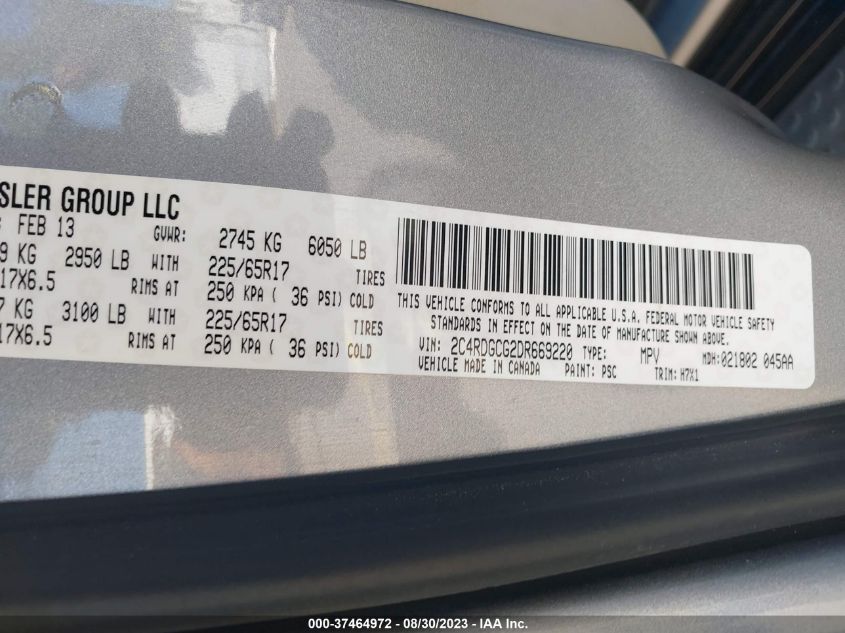 SLER GROUP LLC
: FEB 13 GVWR: 2745 KG 6050 LB
9 KG 2950 LB WITH 225/65R17 TIRES
17X6.5 RIMS AT 250 KPA ( 36 PSI) COLD
7 KG 3100 LB WITH 225/65R17 TIRES
17X6.5 RIMS AT 250 KPA ( 36 PSI) COLD
THIS VEHICLE CONFORMS TO ALL APPLICABLE U.S.A. FEDERAL MOTOR VEHICLE SAFETY
STANDARDS IN EFFECT ON THE DATE OF MANUFACTURE SHOWN ABOVE.
VIN: 2C4RDGCG2DR669220 TYPE: MPV MDH:021802 045AA
VEHICLE MADE IN CANADA PAINT: PSC TRIM: H7X1
000-37464972 - 08/30/2023 - IAA Inc.